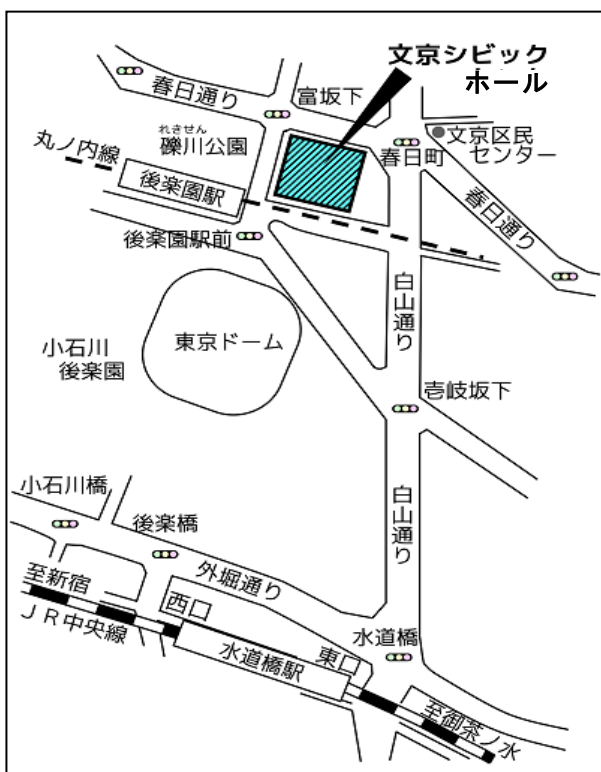 文京シビック
ホール
春日通り
富坂下
れきせん
礫川公園
丸ノ内線
後楽園駅
春日町
文京区民
センター
春日通り
後楽園駅前
白山通り
東京ドーム
小石川
後楽園
壱岐坂下
白山通り
小石川橋
後楽橋
外堀通り
至新宿
JR中央線
西口
水道橋駅
東口
水道橋
至御茶ノ水